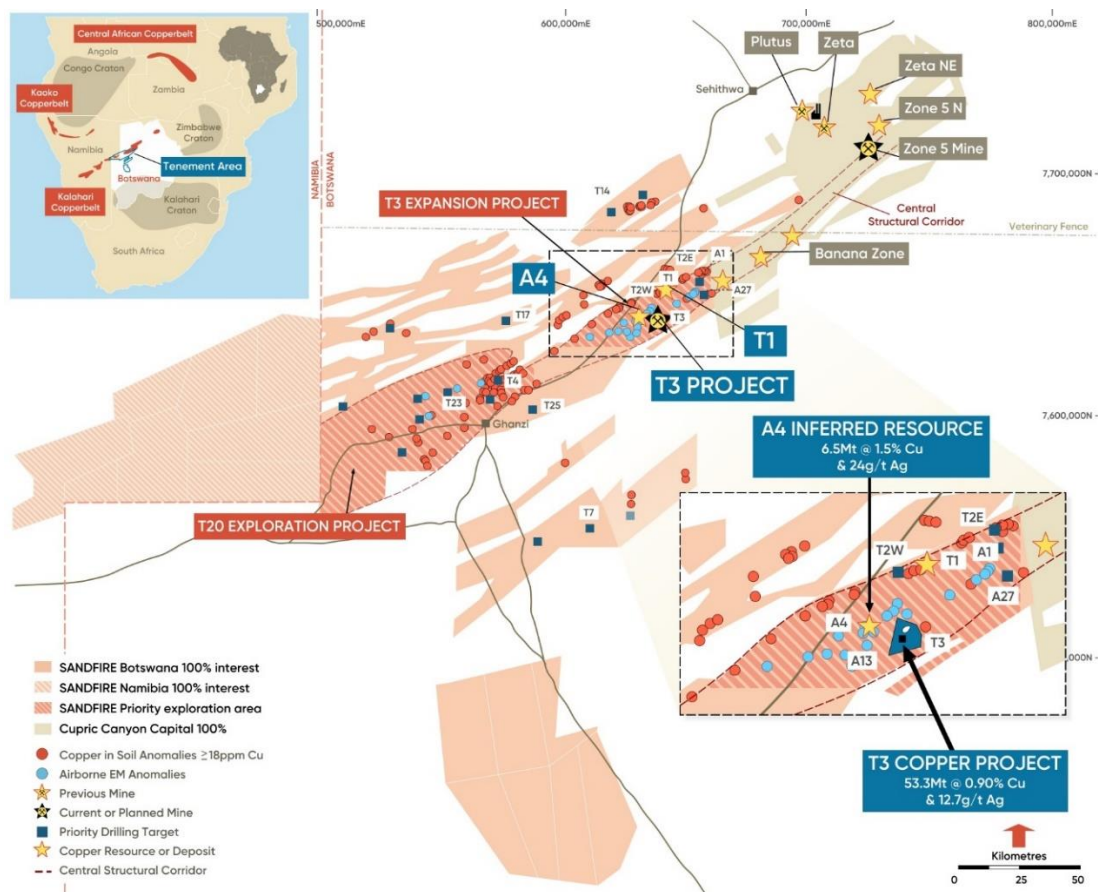 500,000mE
600,000mE
700,000mE
800,000mE
Central African Copperbelt
Angola
Congo Craton
Zambia
Kaoko
Copperbelt
Zimbabwe
Craton
Namibia
Tenement Area
Botswana
Kalahari
Copperbelt
Kalahari
Craton
South Africa
NAMIBIA
BOTSWANA
Plutus
Zeta
Sehithwa
Zeta NE
Zone 5 N
Zone 5 Mine
7,700,000mN
T14
T3 EXPANSION PROJECT
Central
Structural Corridor
Veterinary Fence
Banana Zone
A4
T2E
A1
T1
T2W
A27
T3
T17
T1
T3 PROJECT
T4
T23
T25
Ghanzi
7,600,000mN
A4 INFERRED RESOURCE
6.5Mt @ 1.5% Cu
& 24g/t Ag
T20 EXPLORATION PROJECT
T7
T2E
T2W
T1
A1
A27
A4
T3
A13
,000mN
SANDFIRE Botswana 100% interest
SANDFIRE Namibia 100% interest
SANDFIRE Priority exploration area
Cupric Canyon Capital 100%
Copper in Soil Anomalies ≥18ppm Cu
Airborne EM Anomalies
Previous Mine
Current or Planned Mine
Priority Drilling Target
Copper Resource or Deposit
Central Structural Corridor
T3 COPPER PROJECT
53.3Mt @ 0.90% Cu
& 12.7g/t Ag
Kilometres
0 25 50